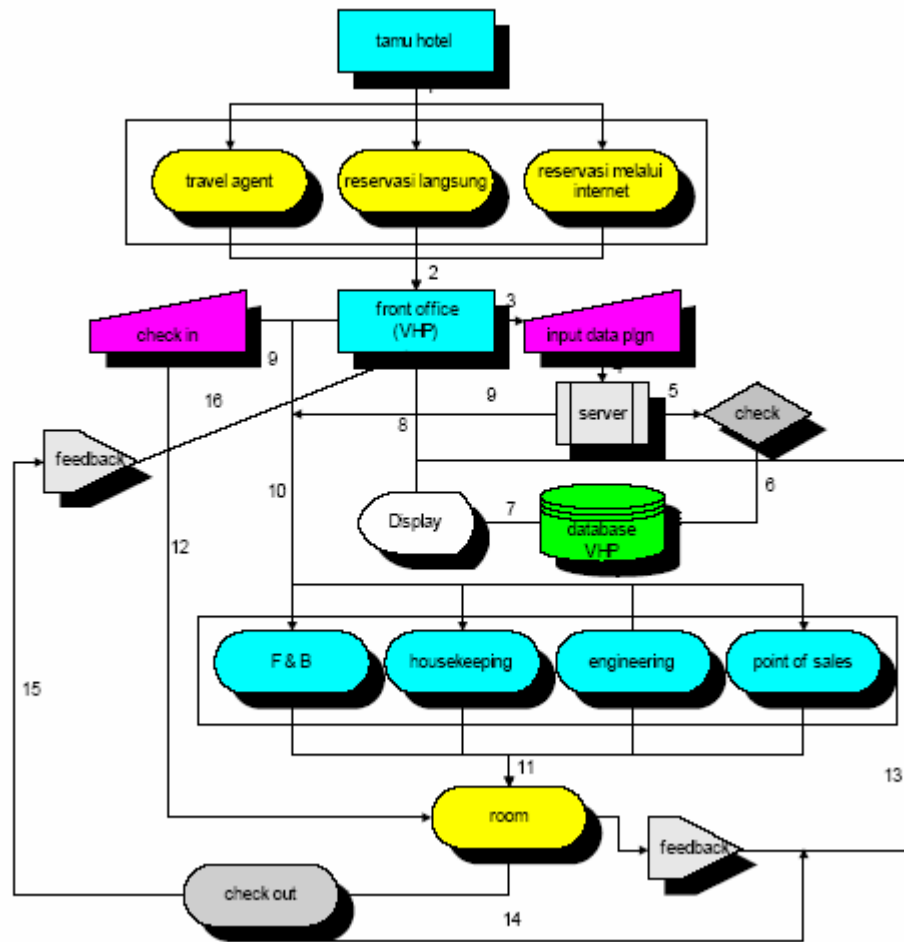 tamu hotel
1
travel agent
reservasi langsung
reservasi melalui
internet
2
front office
(VHP)
3
input data plgn
check in
9
4
16
8
9
server
5
check
feedback
10
6
Display
7
database
VHP
12
F & B
housekeeping
engineering
point of sales
15
11
13
room
feedback
check out
14